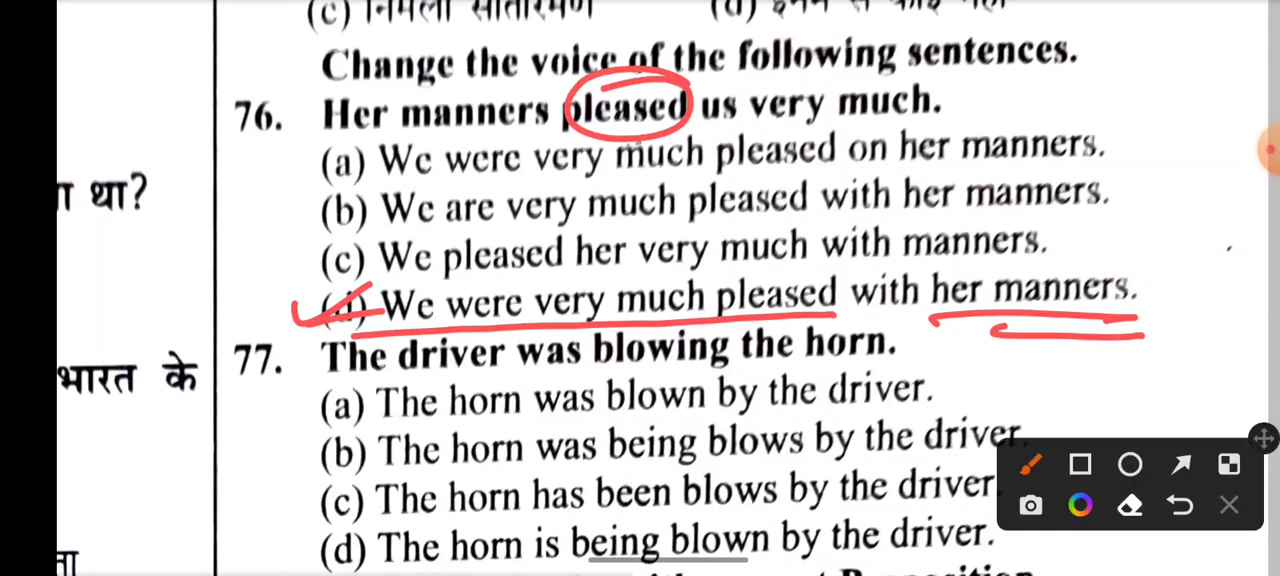 Change the voice of the following sentences.
76. Her manners pleased us very much.
(a) We were very much pleased on her manners.
(b) We are very much pleased with her manners.
ा था?
(c) We pleased her very much with manners.
(d) We were very much pleased with her manners.
77. The driver was blowing the horn.
भारत के
(a) The horn was blown by the driver.
(b) The horn was being blows by the driver.
(c) The horn has been blows by the driver
(d) The horn is being blown by the driver.